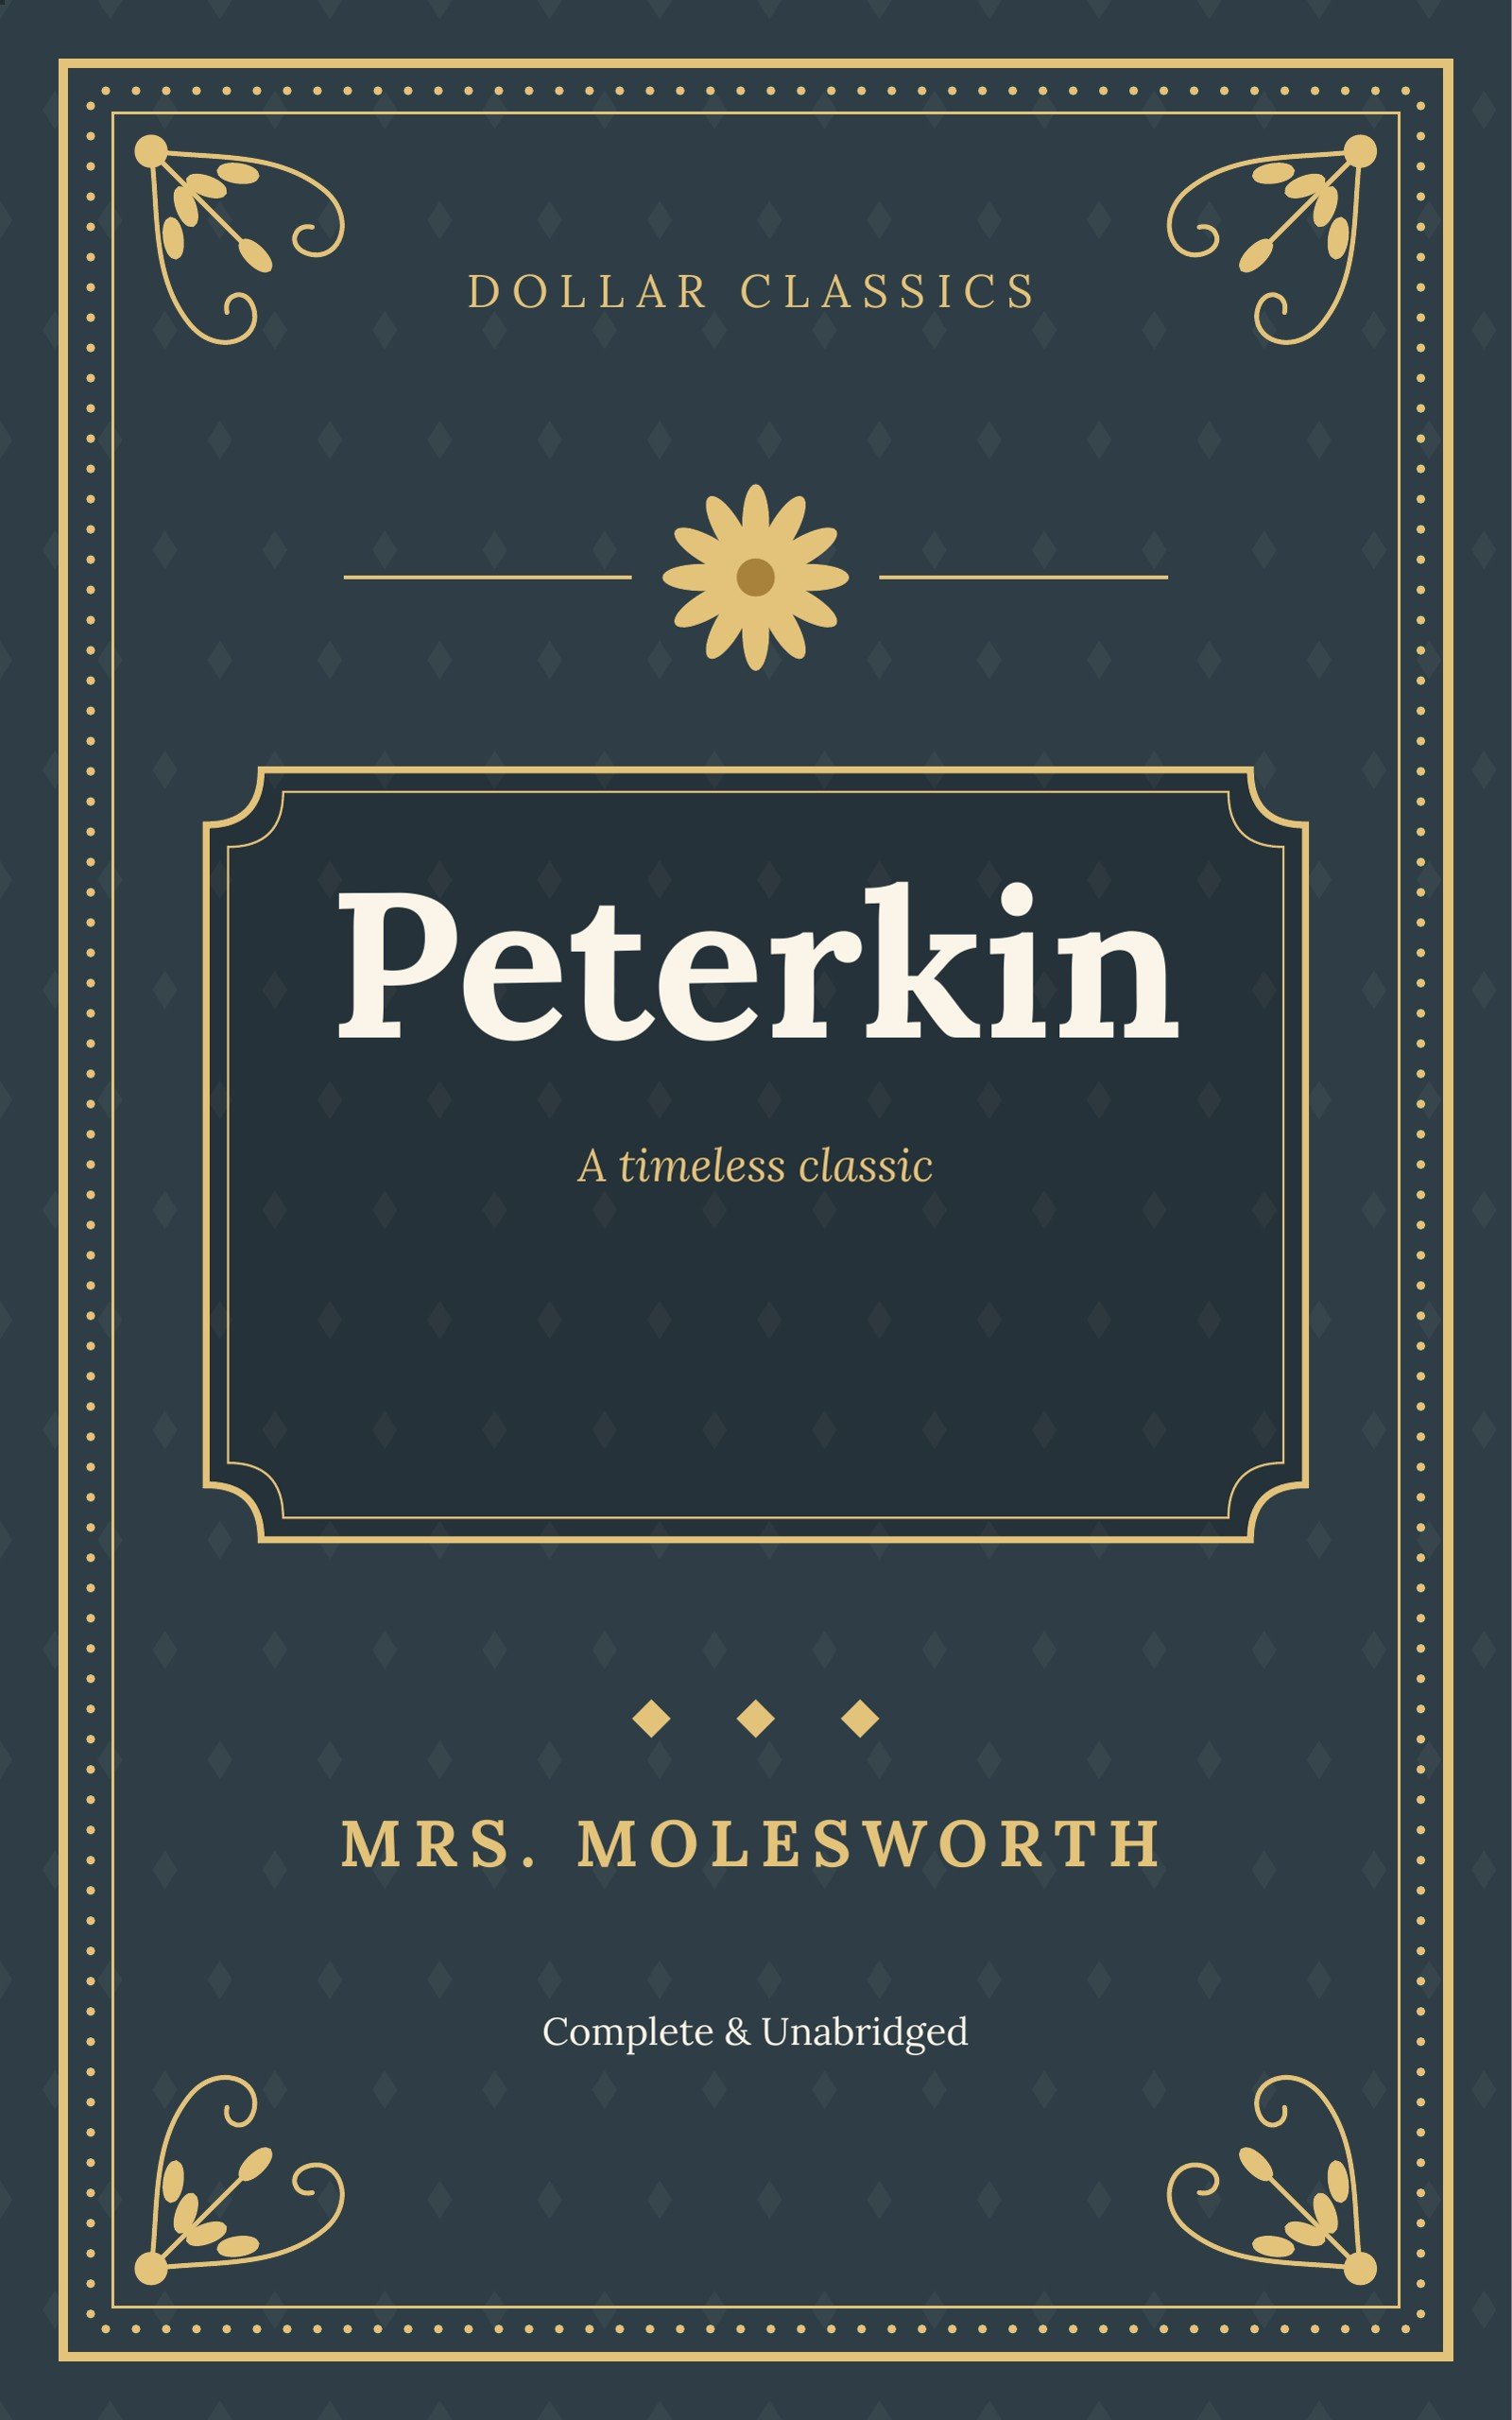 DOLLAR CLASSICS
Peterkin
A timeless classic
MRS. MOLESWORTH
Complete & Unabridged